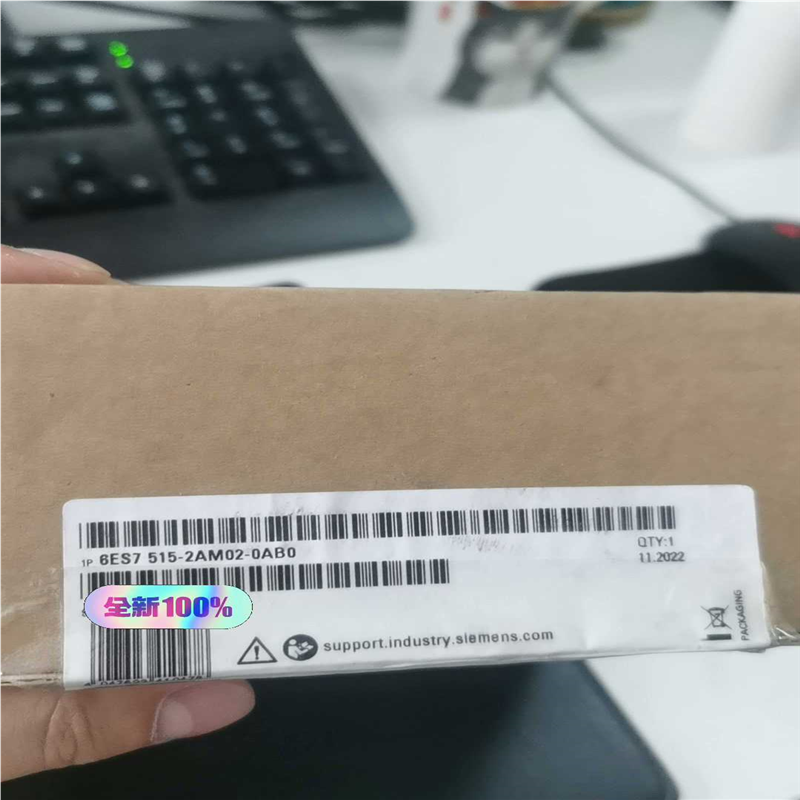 1P 6ES7 515-2AM02-0AB0
QTY:1
11.2022
全新100%
support.industry.siemens.com
PACKAGING